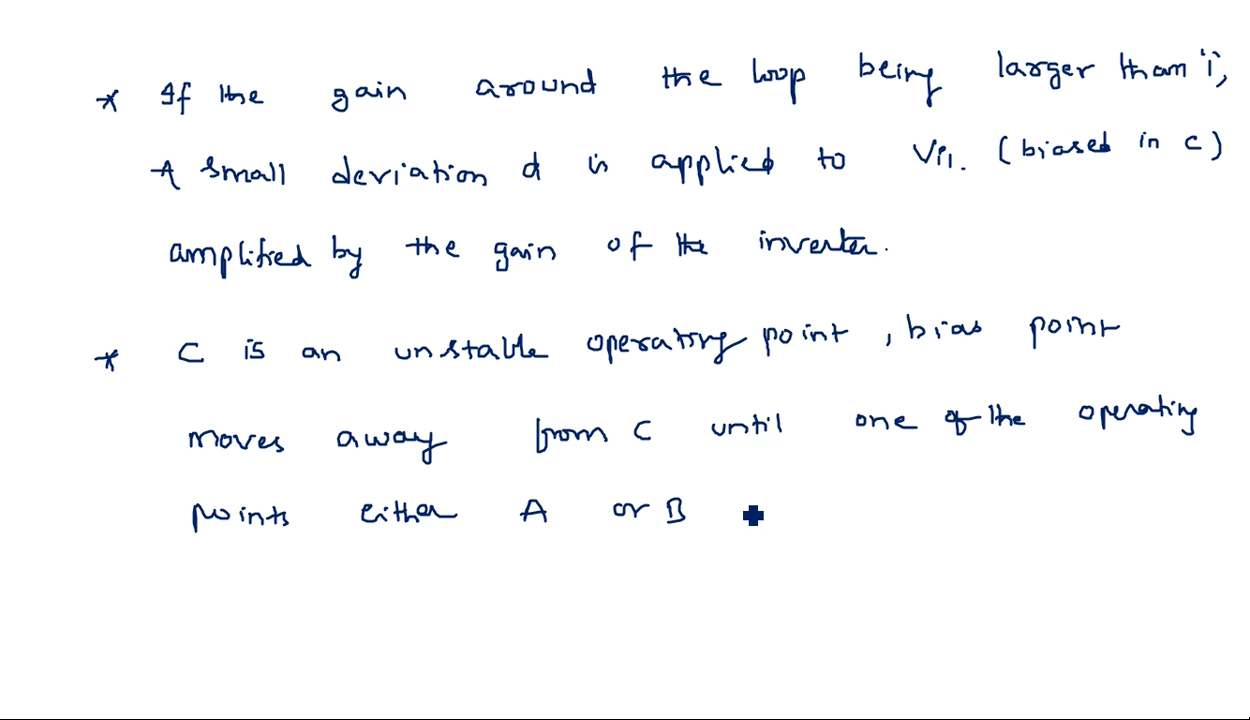 * If the gain around the loop being larger than '1',
A small deviation d is applied to Vi1. (biased in C)
amplified by the gain of the inverter.
* C is an unstable operating point, bias point
moves away from C until one of the operating
points either A or B